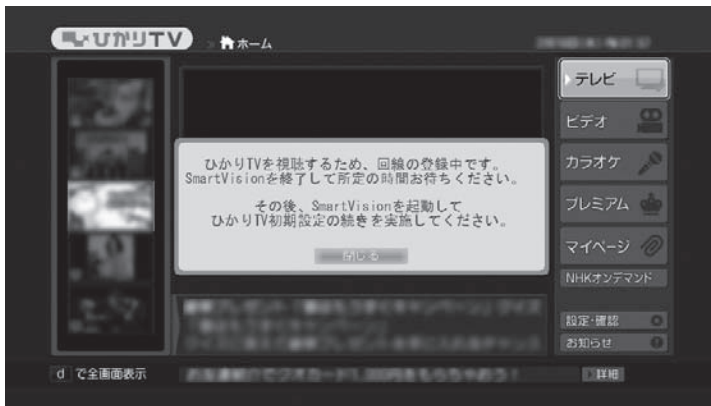 ひかりTV
ホーム
テレビ
ビデオ
カラオケ
プレミアム
マイページ
NHKオンデマンド
設定・確認
お知らせ
ひかりTVを視聴するため、回線の登録中です。
SmartVisionを終了して所定の時間お待ちください。
その後、SmartVisionを起動して
ひかりTV初期設定の続きを実施してください。
閉じる
d で全画面表示
詳細